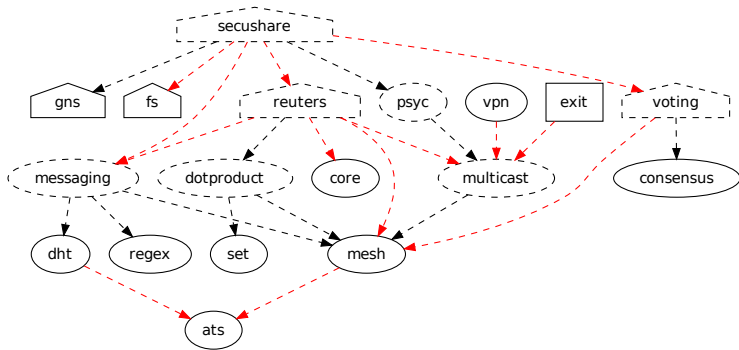 secushare
gns
fs
reuters
psyc
vpn
exit
voting
messaging
dotproduct
core
multicast
consensus
dht
regex
set
mesh
ats